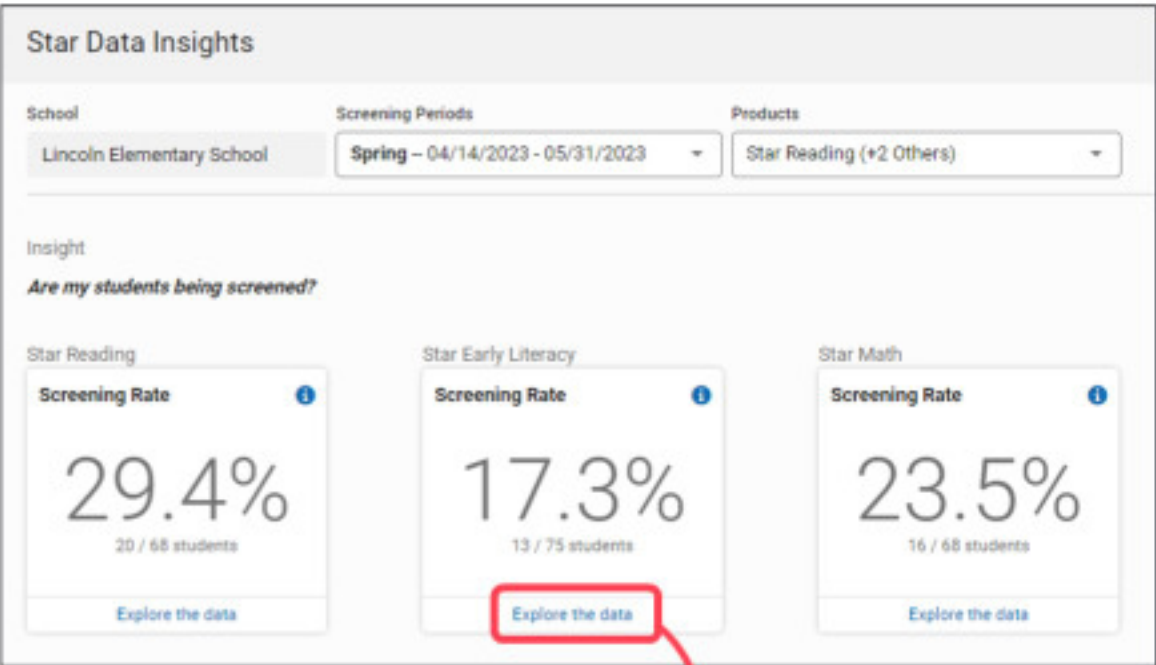 Star Data Insights
School Screening Periods Products
Lincoln Elementary School Spring – 04/14/2023 - 05/31/2023 Star Reading (+2 Others)
Insight
Are my students being screened?
Star Reading Star Early Literacy Star Math
Screening Rate Screening Rate Screening Rate
29.4% 17.3% 23.5%
20 / 68 students 13 / 75 students 16 / 68 students
Explore the data Explore the data Explore the data